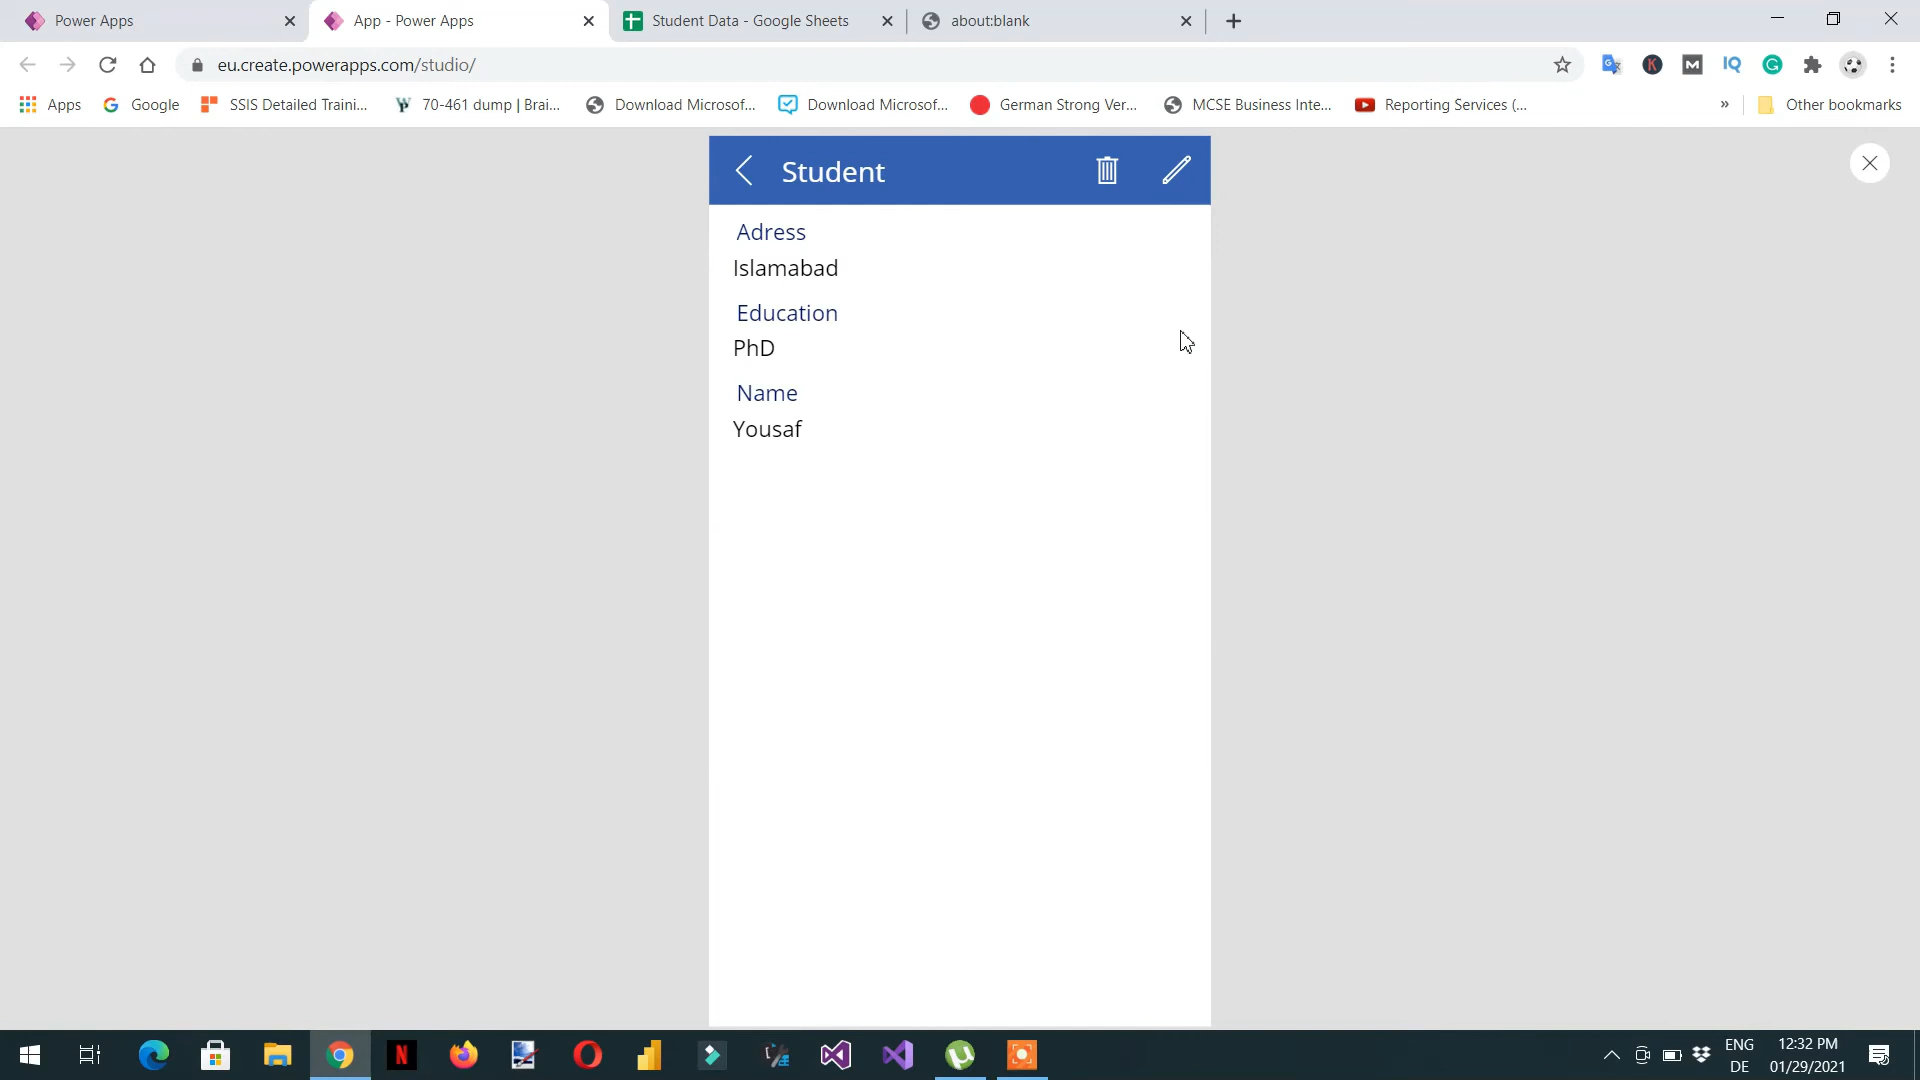 Power Apps
App - Power Apps
Student Data - Google Sheets
about:blank
eu.create.powerapps.com/studio/
Apps
Google
SSIS Detailed Traini...
70-461 dump | Brai...
Download Microsof...
Download Microsof...
German Strong Ver...
MCSE Business Inte...
Reporting Services (...
»
Other bookmarks
Student
Adress
Islamabad
Education
PhD
Name
Yousaf
ENG
DE
12:32 PM
01/29/2021